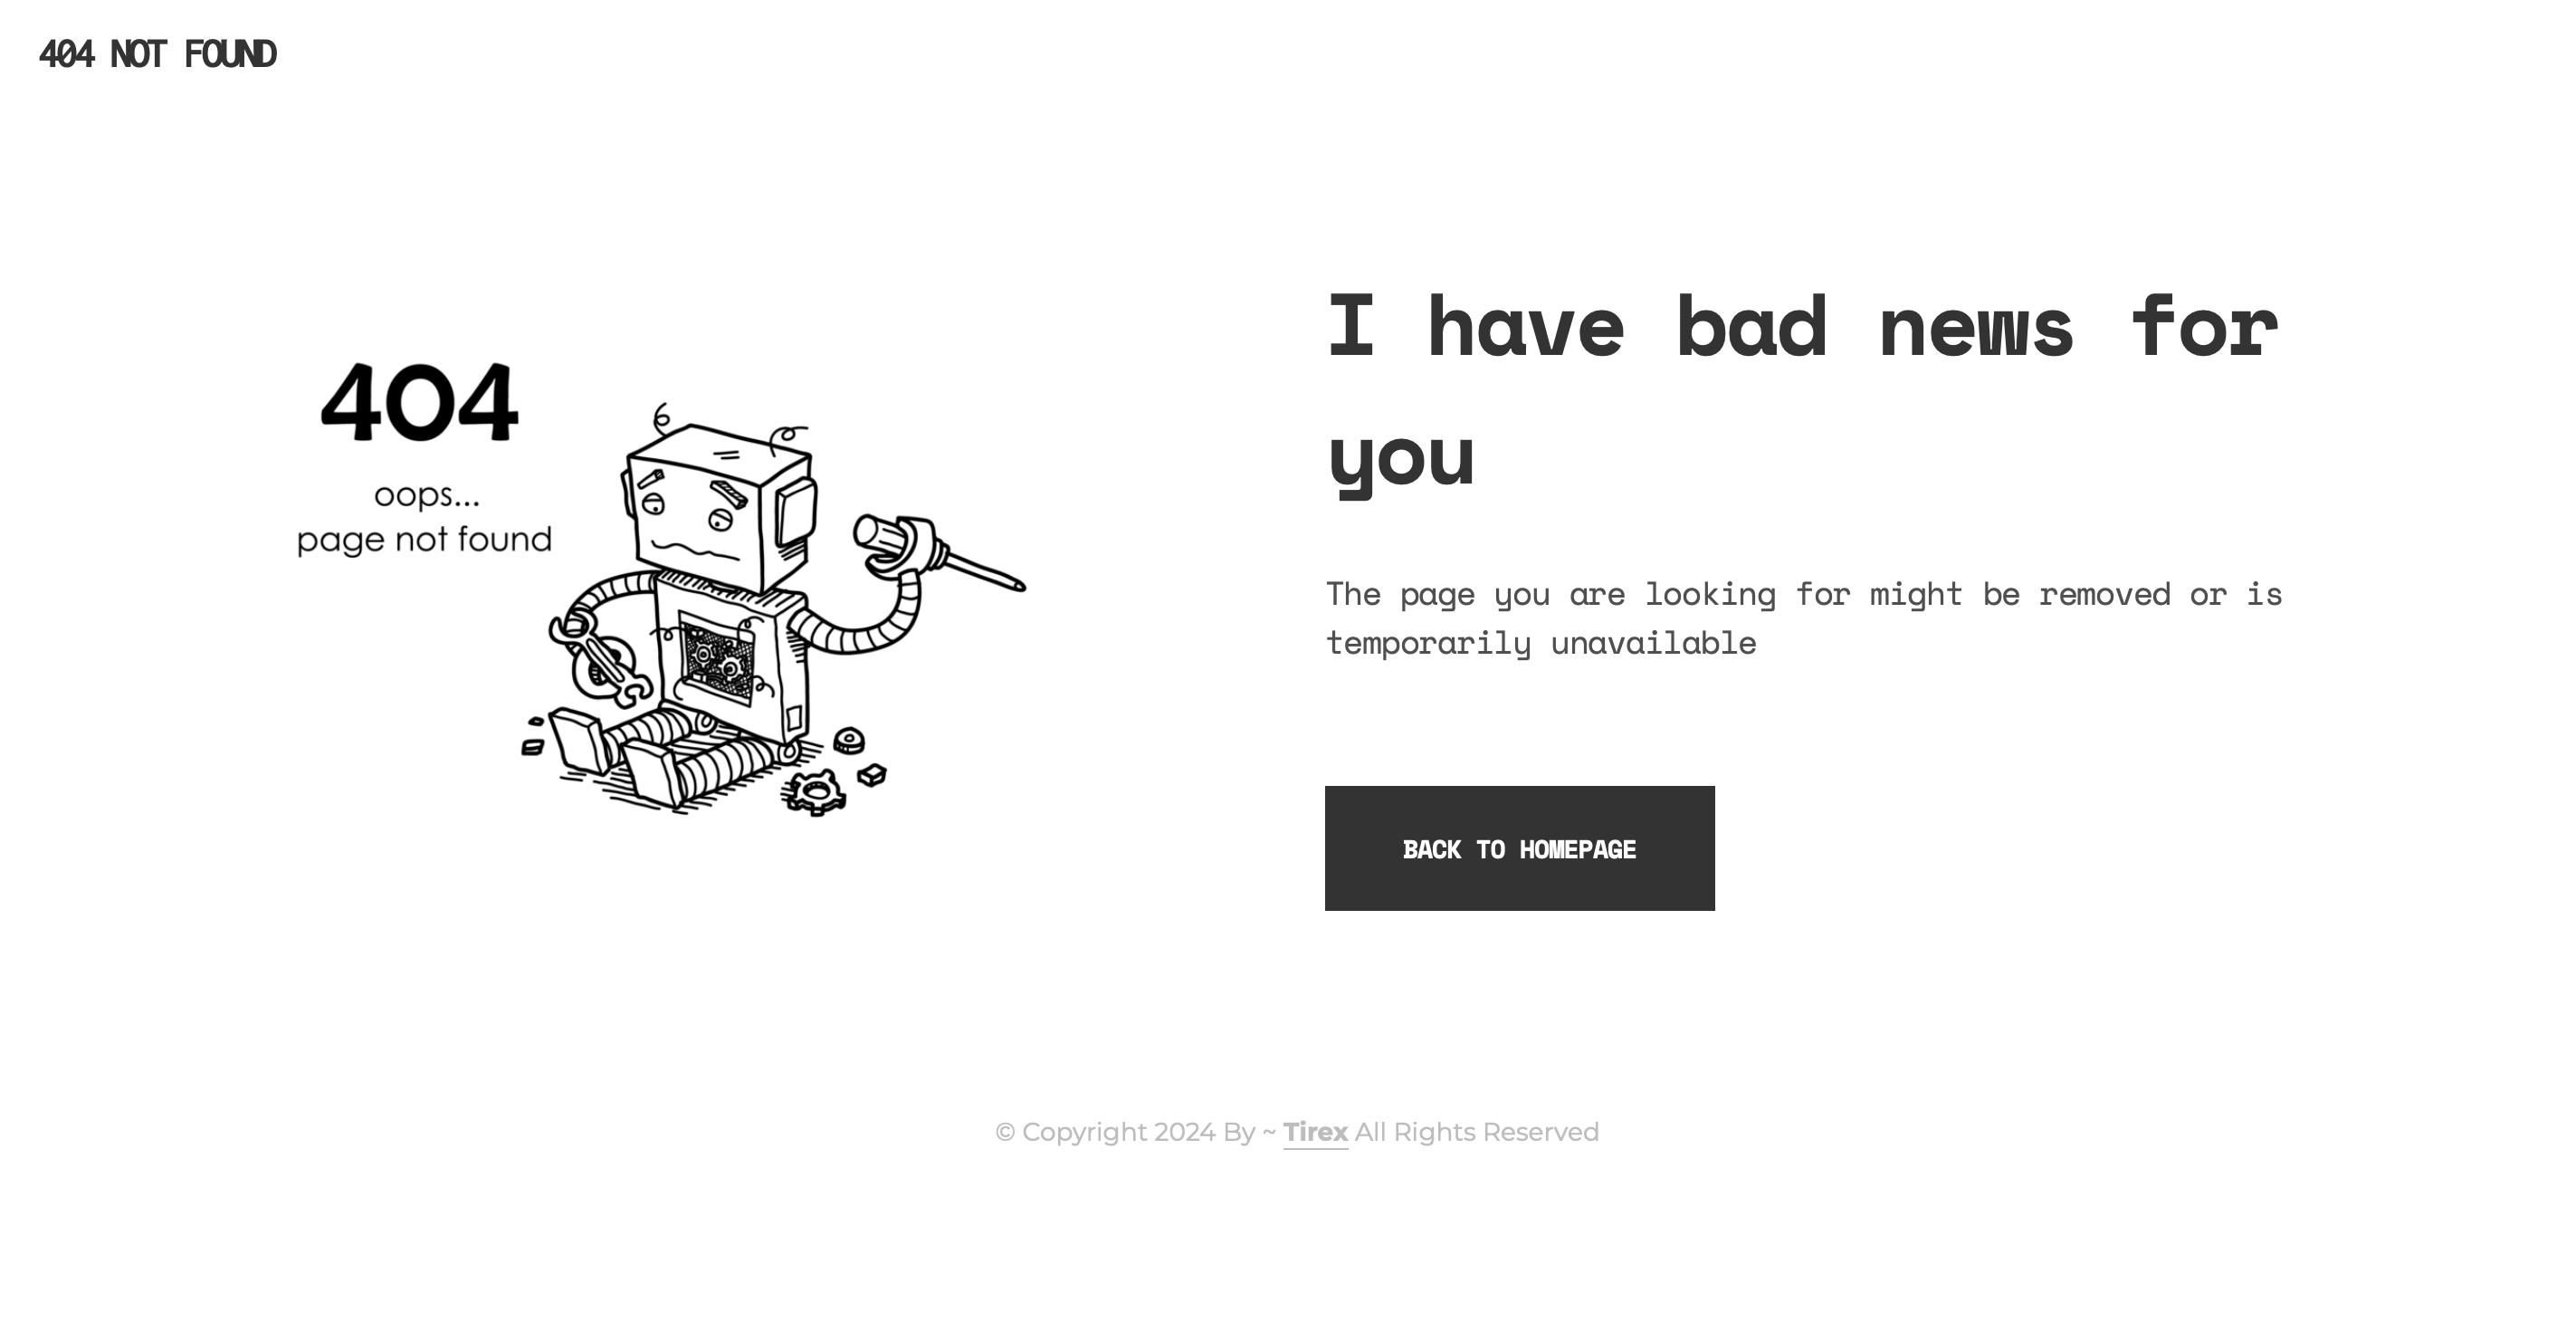 404 NOT FOUND
404
oops...
page not found
I have bad news for
you
The page you are looking for might be removed or is
temporarily unavailable
BACK TO HOMEPAGE
© Copyright 2024 By ~ Tirex All Rights Reserved